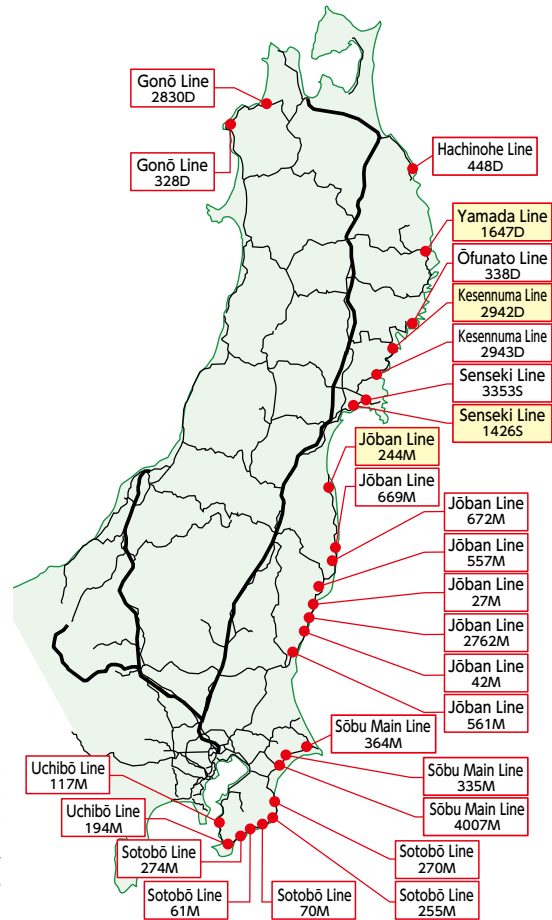 Gonō Line
2830D
Gonō Line
328D
Hachinohe Line
448D
Yamada Line
1647D
Ōfunato Line
338D
Kesennuma Line
2942D
Kesennuma Line
2943D
Senseki Line
3353S
Senseki Line
1426S
Jōban Line
244M
Jōban Line
669M
Jōban Line
672M
Jōban Line
557M
Jōban Line
27M
Jōban Line
2762M
Jōban Line
42M
Jōban Line
561M
Sōbu Main Line
364M
Sōbu Main Line
335M
Sōbu Main Line
4007M
Uchibō Line
117M
Uchibō Line
194M
Sotobō Line
274M
Sotobō Line
61M
Sotobō Line
70M
Sotobō Line
270M
Sotobō Line
255M